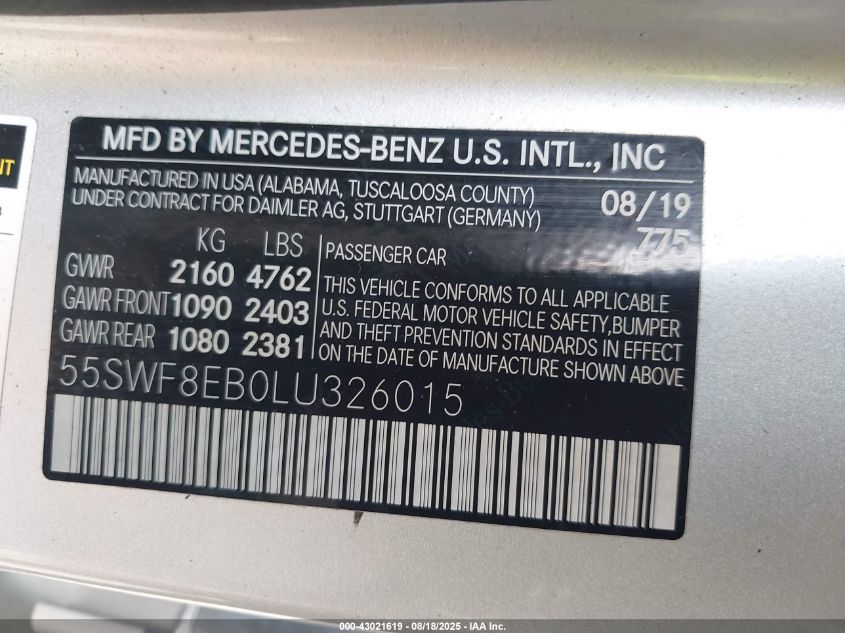 MFD BY MERCEDES-BENZ U.S. INTL., INC
MANUFACTURED IN USA (ALABAMA, TUSCALOOSA COUNTY)
UNDER CONTRACT FOR DAIMLER AG, STUTTGART (GERMANY)
08/19
775
KG LBS
GVWR 2160 4762
GAWR FRONT 1090 2403
GAWR REAR 1080 2381
PASSENGER CAR
THIS VEHICLE CONFORMS TO ALL APPLICABLE
U.S. FEDERAL MOTOR VEHICLE SAFETY, BUMPER
AND THEFT PREVENTION STANDARDS IN EFFECT
ON THE DATE OF MANUFACTURE SHOWN ABOVE
55SWF8EB0LU326015
000-43021619 - 08/18/2025 - IAA Inc.